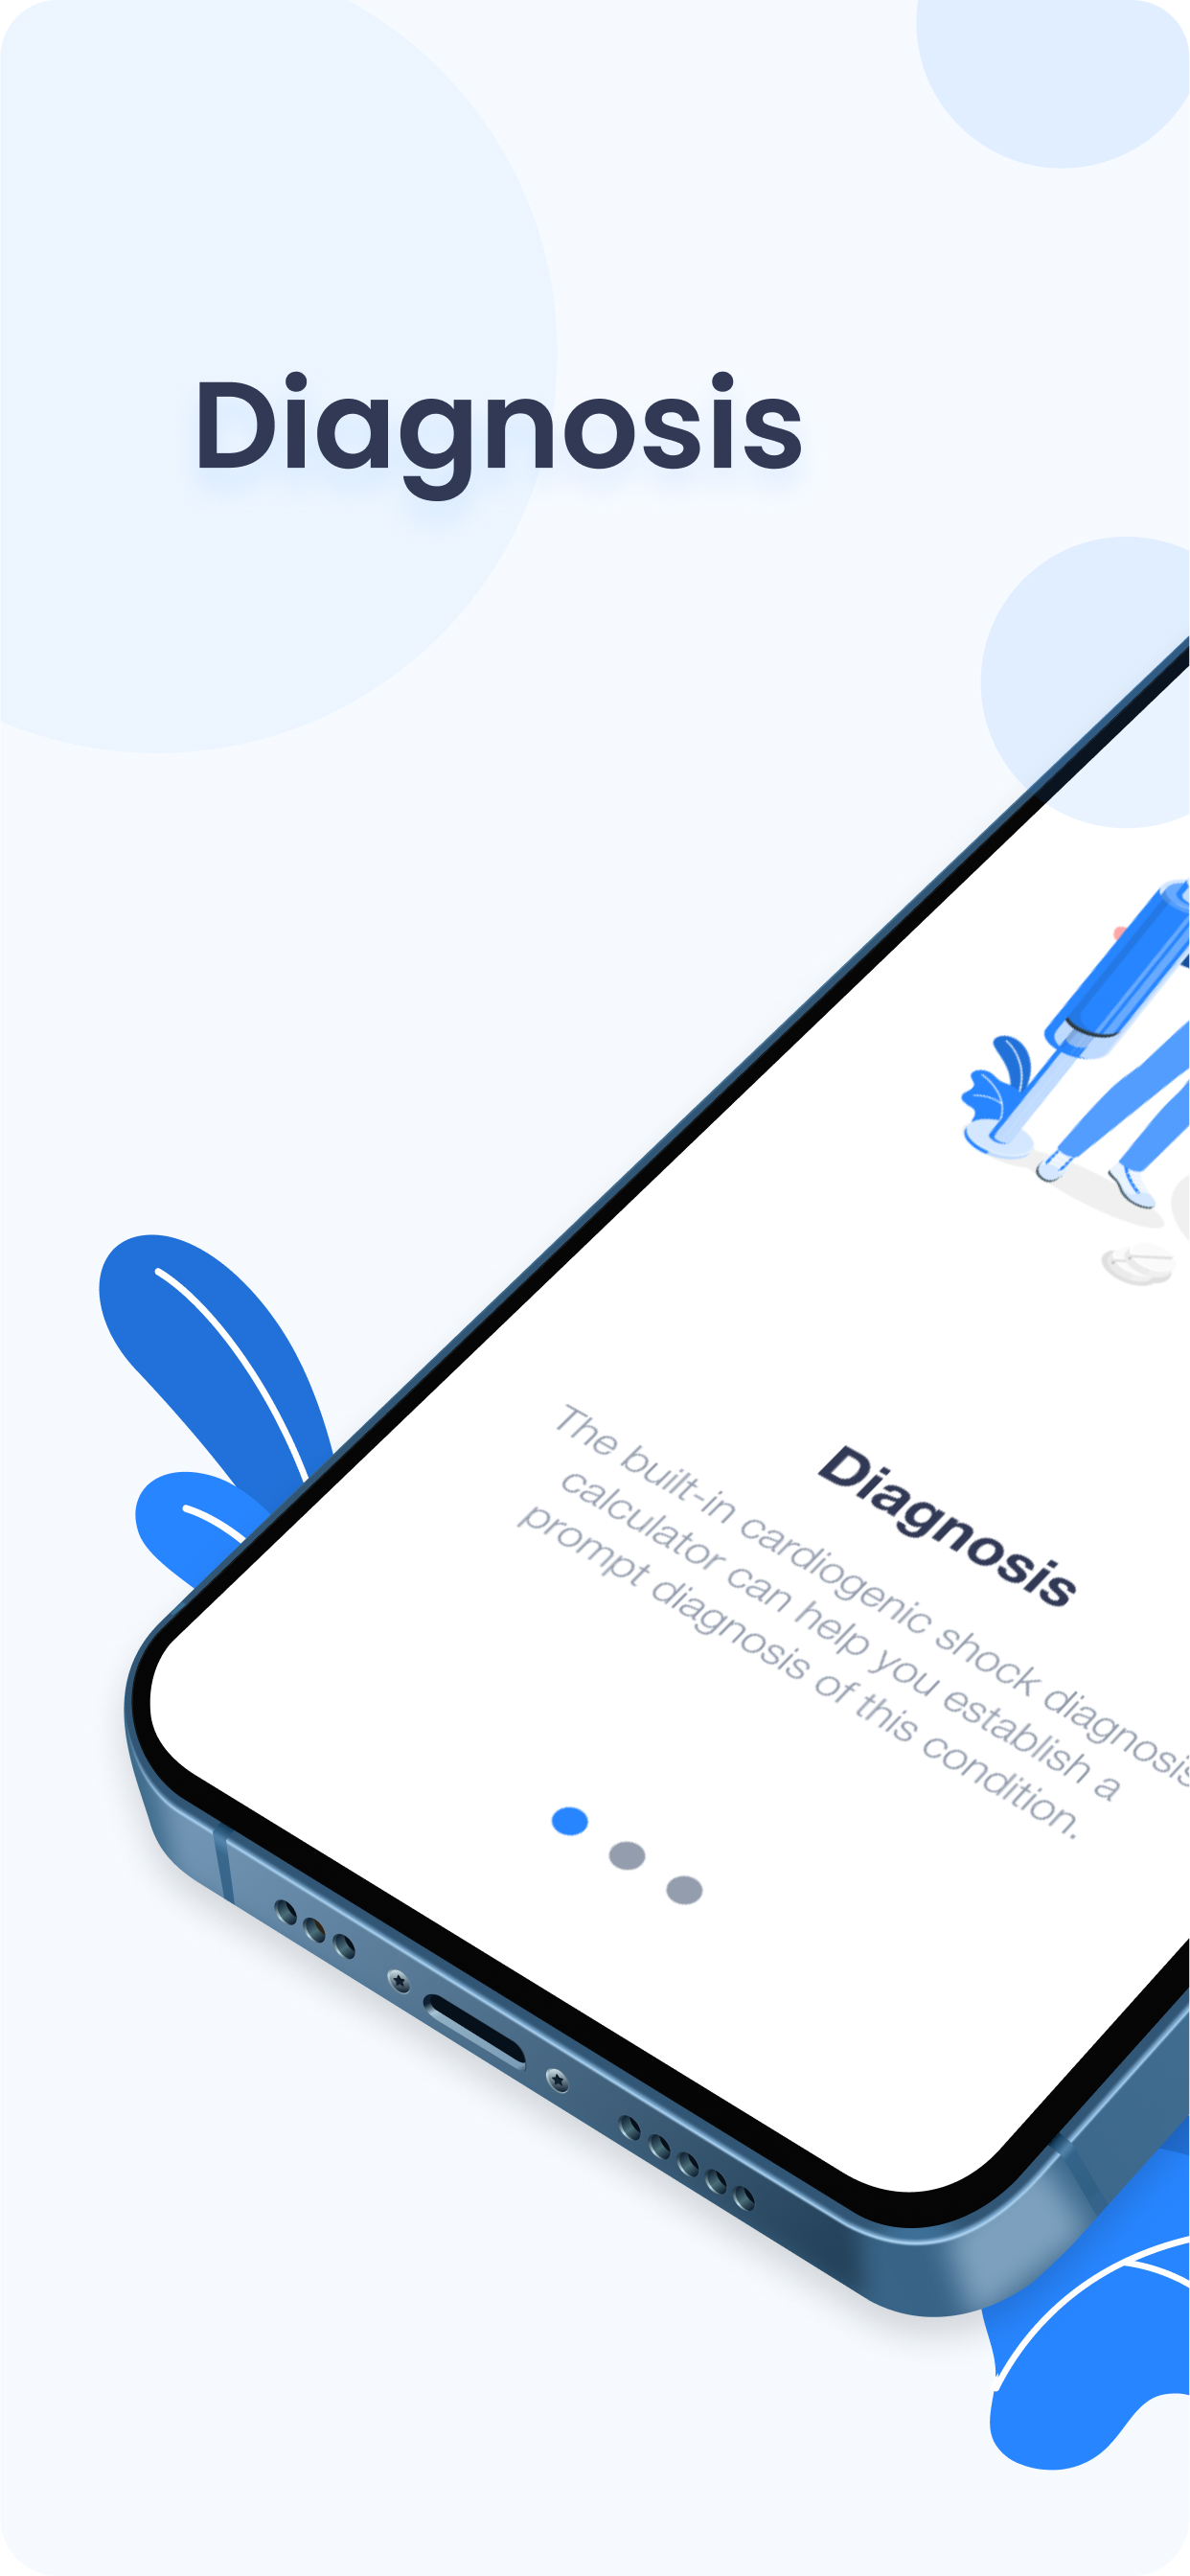 Diagnosis
Diagnosis
The built-in cardiogenic shock diagnosis
calculator can help you establish a
prompt diagnosis of this condition.